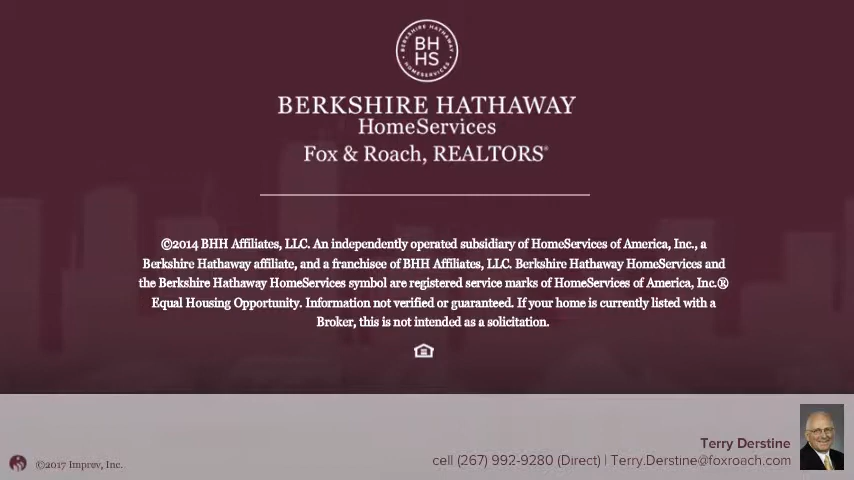 BERKSHIRE HATHAWAY
HOMESERVICES
BH
HS
BERKSHIRE HATHAWAY
HomeServices
Fox & Roach, REALTORS®
©2014 BHH Affiliates, LLC. An independently operated subsidiary of HomeServices of America, Inc., a
Berkshire Hathaway affiliate, and a franchisee of BHH Affiliates, LLC. Berkshire Hathaway HomeServices and
the Berkshire Hathaway HomeServices symbol are registered service marks of HomeServices of America, Inc.®
Equal Housing Opportunity. Information not verified or guaranteed. If your home is currently listed with a
Broker, this is not intended as a solicitation.
Terry Derstine
cell (267) 992-9280 (Direct) | Terry.Derstine@foxroach.com
©2017 Imprev, Inc.